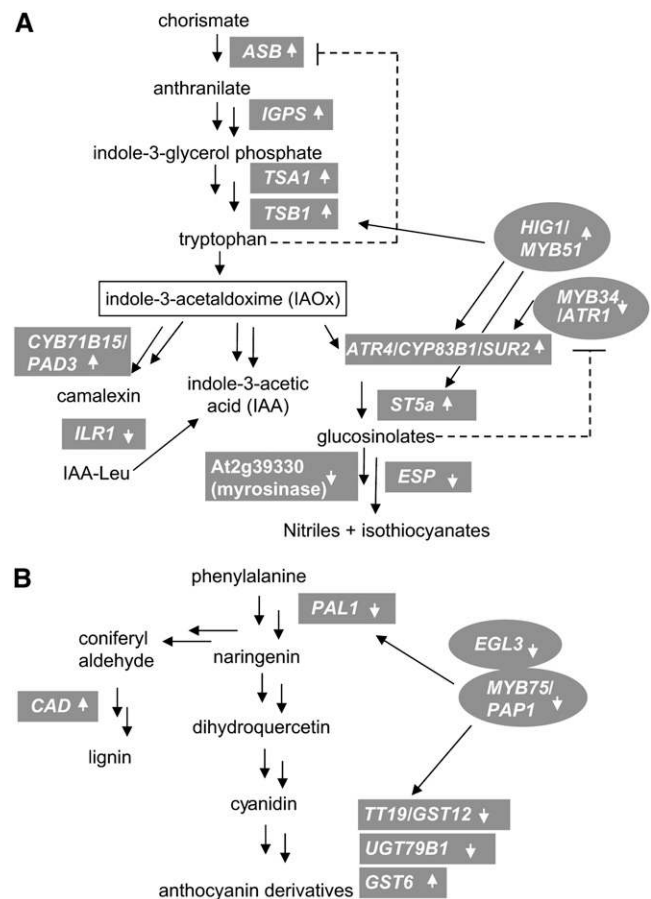 A
chorismate
ASB
anthranilate
IGPS
indole-3-glycerol phosphate
TSA1
TSB1
tryptophan
HIG1/
MYB51
indole-3-acetaldoxime (IAOx)
MYB34
/ATR1
CYB71B15/
PAD3
ATR4/CYP83B1/SUR2
camalexin
indole-3-acetic
acid (IAA)
ST5a
ILR1
glucosinolates
IAA-Leu
At2g39330
(myrosinase)
ESP
Nitriles + isothiocyanates
B
phenylalanine
PAL1
coniferyl
aldehyde
naringenin
EGL3
MYB75/
PAP1
CAD
dihydroquercetin
lignin
cyanidin
TT19/GST12
UGT79B1
GST6
anthocyanin derivatives